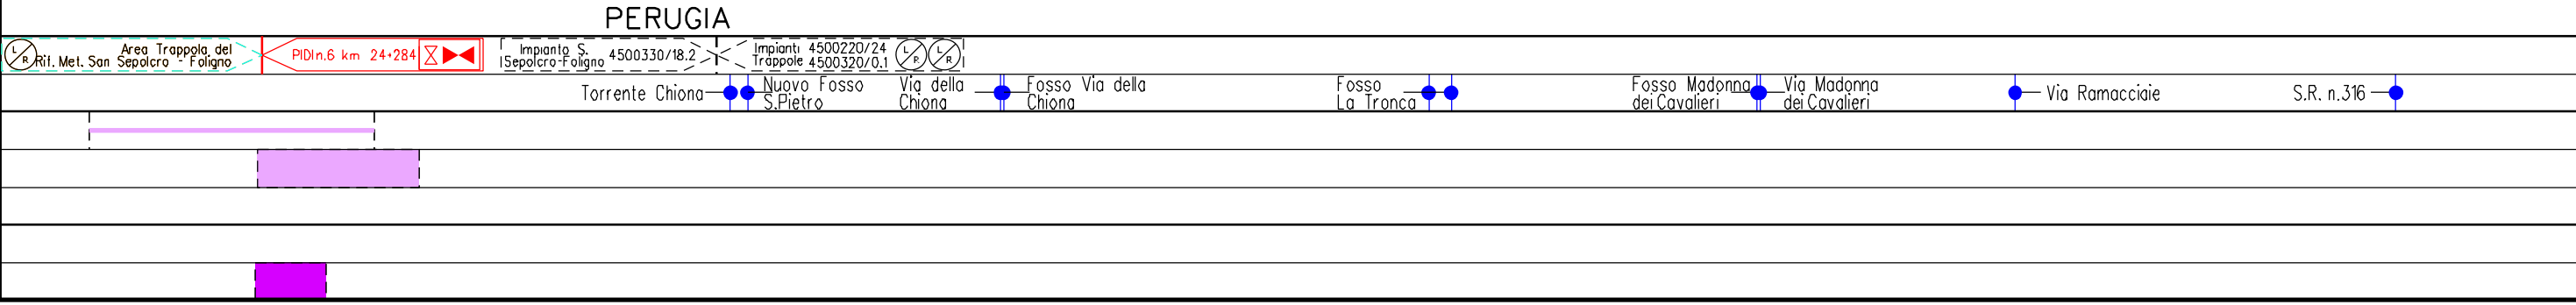 PERUGIA
L/R
Area Trappola del
Rif. Met. San Sepolcro - Foligno
PIDI n.6 km 24+284
Impianto S.
Sepolcro-Foligno 4500330/18.2
Impianti 4500220/24
Trappole 4500320/0.1
L/R L/R
Torrente Chiona
Nuovo Fosso
S.Pietro
Via della
Chiona
Fosso Via della
Chiona
Fosso
La Tronca
Fosso Madonna
dei Cavalieri
Via Madonna
dei Cavalieri
Via Ramacciaie
S.R. n.316